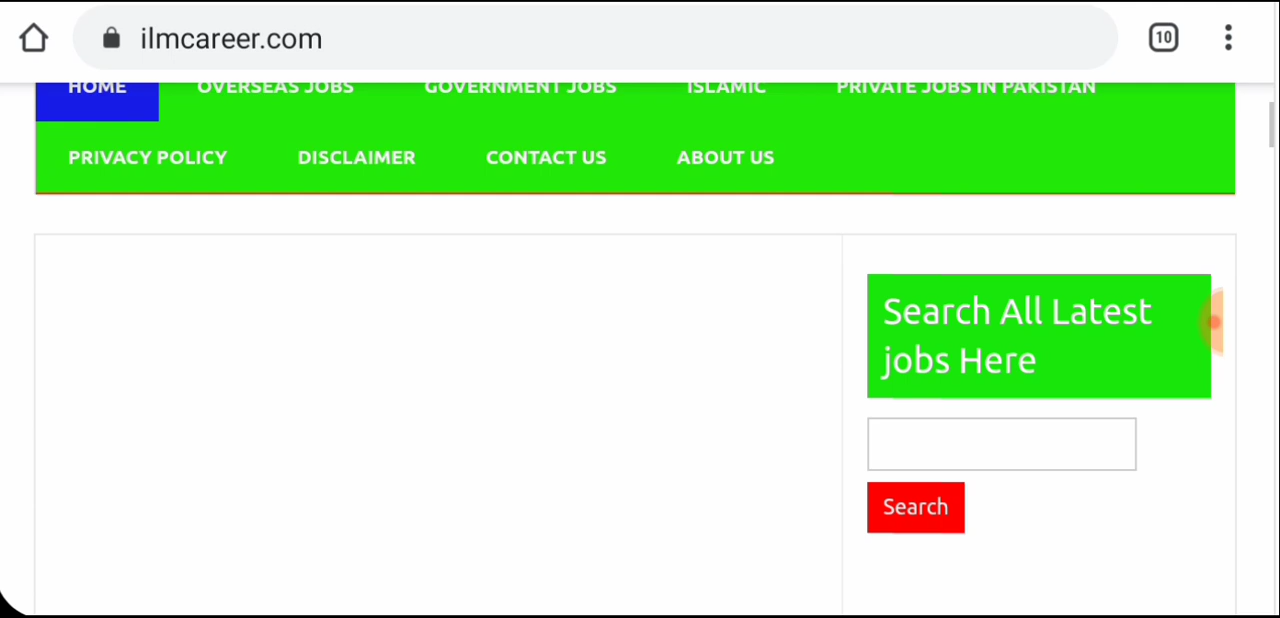 ilmcareer.com
10
HOME OVERSEAS JOBS GOVERNMENT JOBS ISLAMIC PRIVATE JOBS IN PAKISTAN
PRIVACY POLICY DISCLAIMER CONTACT US ABOUT US
Search All Latest
jobs Here
Search